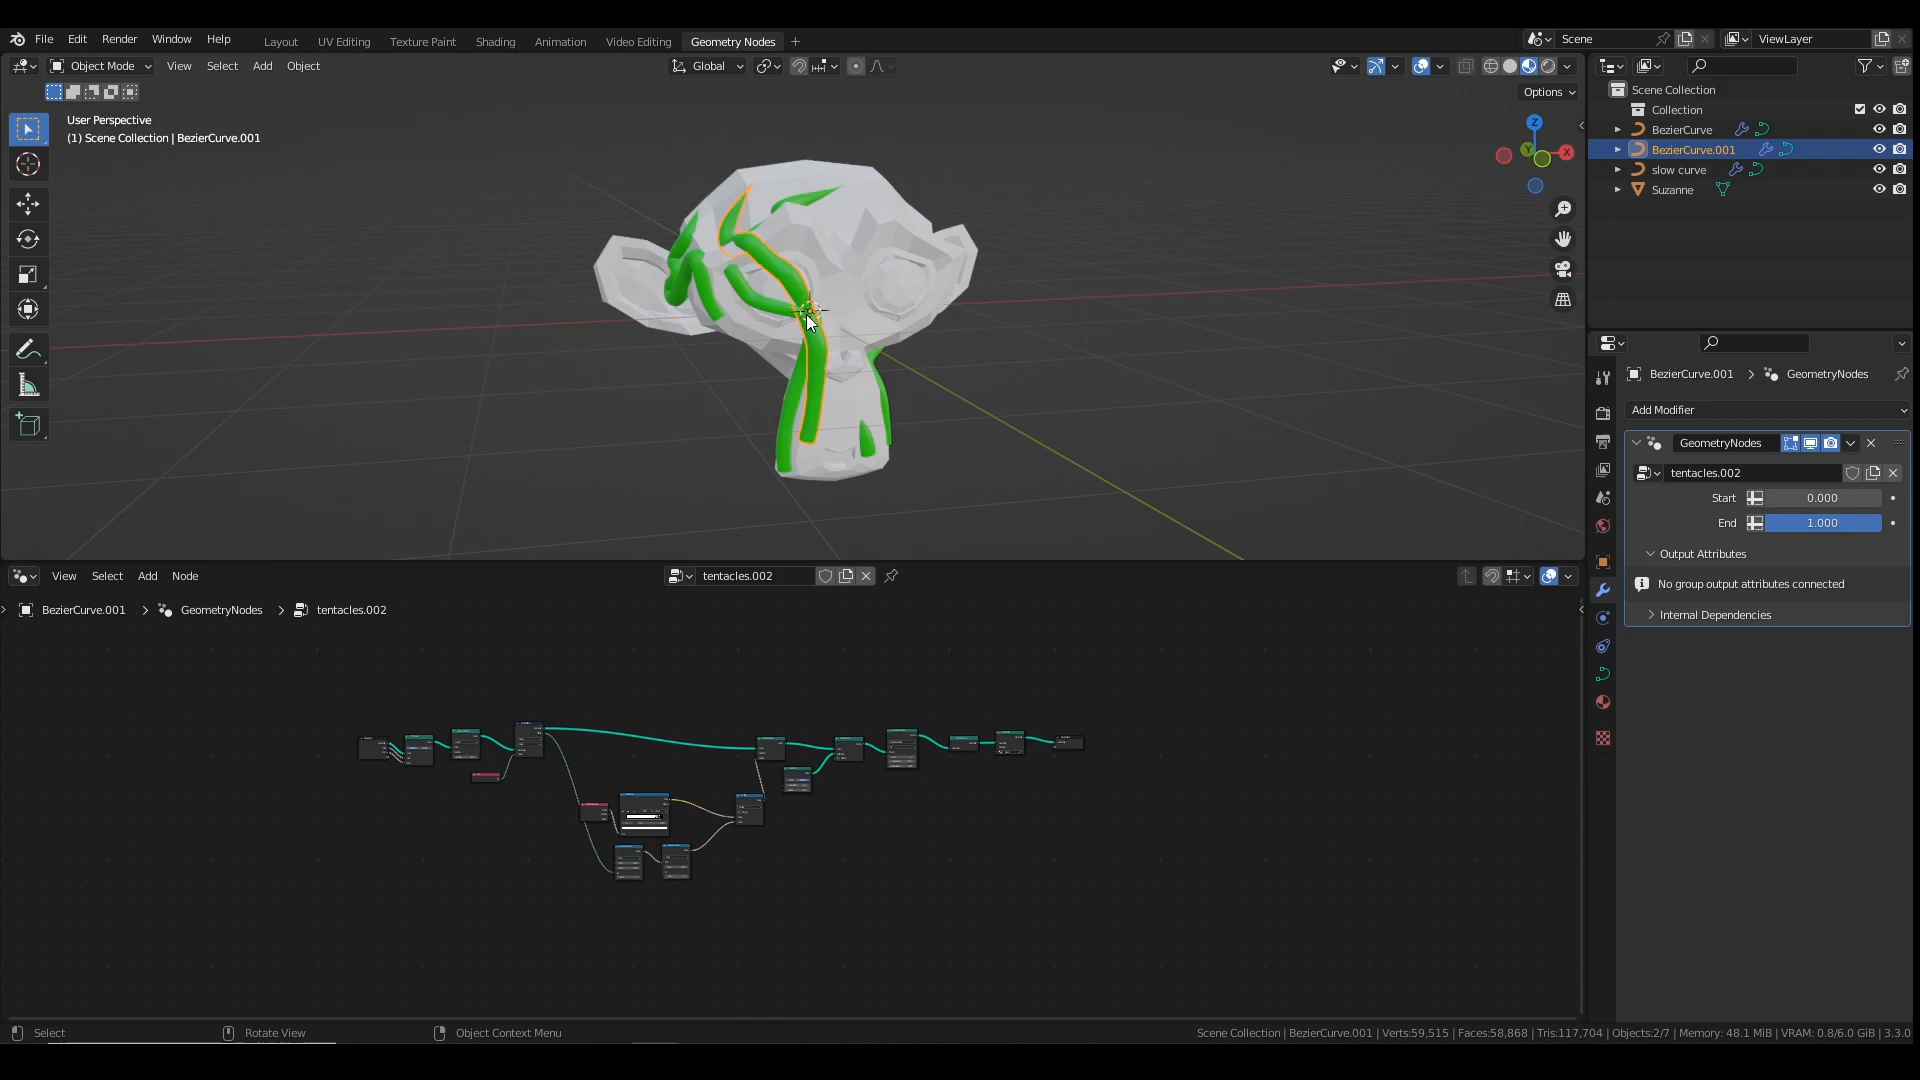 File Edit Render Window Help
Layout UV Editing Texture Paint Shading Animation Video Editing Geometry Nodes +
Scene
ViewLayer
Object Mode View Select Add Object
Global
Options
User Perspective
(1) Scene Collection | BezierCurve.001
Z
Y
X
Scene Collection
Collection
BezierCurve
BezierCurve.001
slow curve
Suzanne
BezierCurve.001 > GeometryNodes
Add Modifier
GeometryNodes
tentacles.002
Start 0.000
End 1.000
Output Attributes
No group output attributes connected
Internal Dependencies
View Select Add Node
tentacles.002
BezierCurve.001 > GeometryNodes > tentacles.002
Select
Rotate View
Object Context Menu
Scene Collection | BezierCurve.001 | Verts:59,515 | Faces:58,868 | Tris:117,704 | Objects:2/7 | Memory: 48.1 MiB | VRAM: 0.8/6.0 GiB | 3.3.0